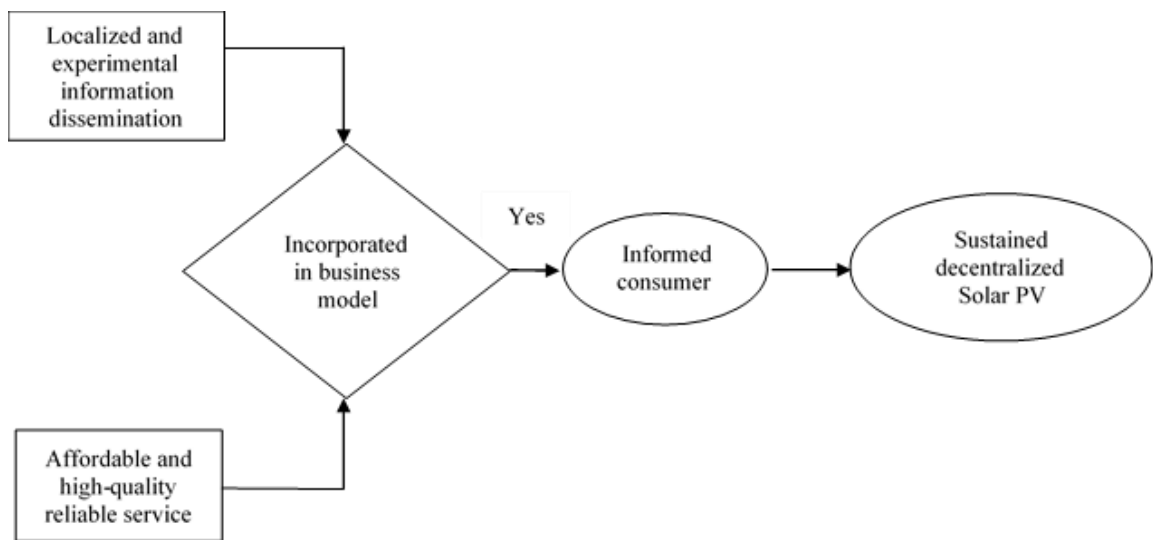 Localized and
experimental
information
dissemination
Incorporated
in business
model
Yes
Informed
consumer
Sustained
decentralized
Solar PV
Affordable and
high-quality
reliable service